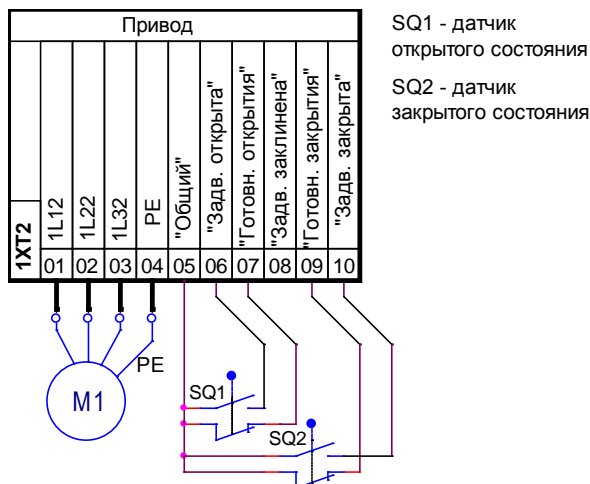 Привод
SQ1 - датчик
открытого состояния
SQ2 - датчик
закрытого состояния
1XT2
1L12
1L22
1L32
PE
"Общий"
"Задв. открыта"
"Готовн. открытия"
"Задв. заклинена"
"Готовн. закрытия"
"Задв. закрыта"
01 02 03 04 05 06 07 08 09 10
PE
M1
SQ1
SQ2